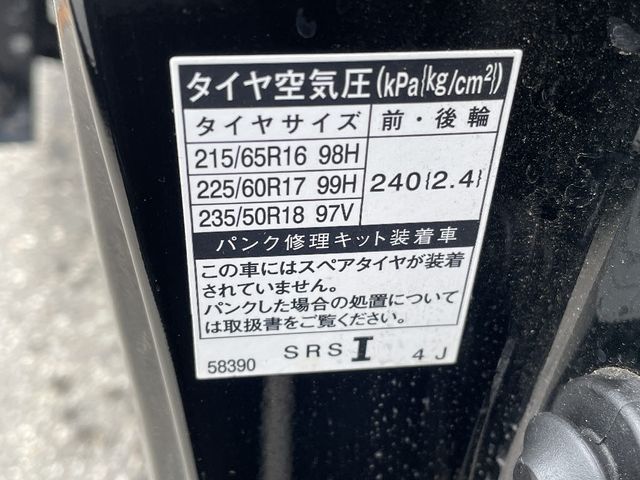 タイヤ空気圧(kPa{kg/cm²})
タイヤサイズ 前・後輪
215/65R16 98H
225/60R17 99H 240{2.4}
235/50R18 97V
パンク修理キット装着車
この車にはスペアタイヤが装着
されていません。
パンクした場合の処置について
は取扱書をご覧ください。
58390 SRS I 4J